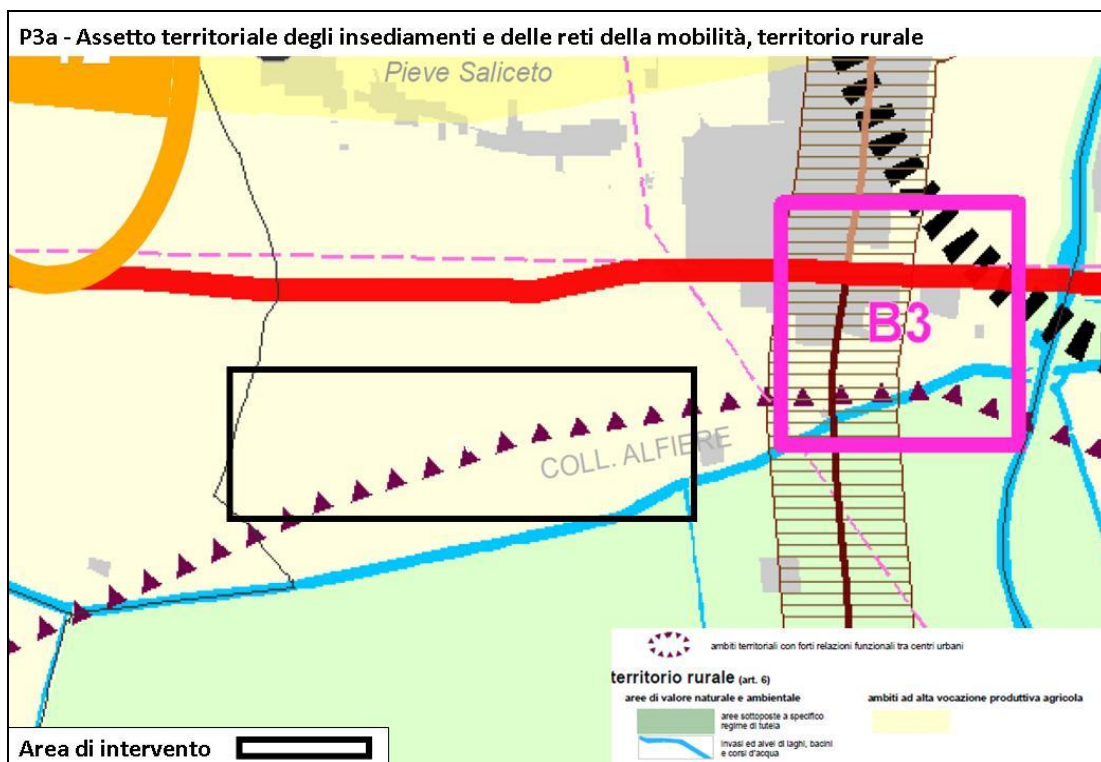 P3a - Assetto territoriale degli insediamenti e delle reti della mobilità, territorio rurale
Pieve Saliceto
B3
COLL. ALFIERE
ambiti territoriali con forti relazioni funzionali tra centri urbani
territorio rurale (art. 6)
aree di valore naturale e ambientale
ambiti ad alta vocazione produttiva agricola
aree sottoposte a specifico
regime di tutela
invasi ed alvei di laghi, bacini
e corsi d'acqua
Area di intervento